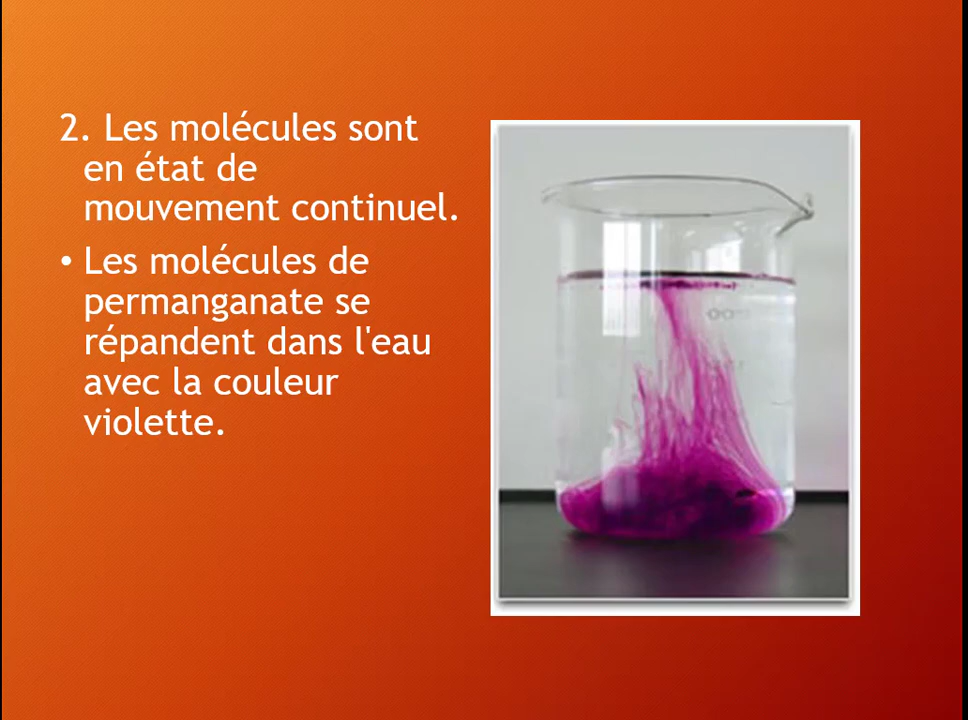 2. Les molécules sont
en état de
mouvement continuel.
• Les molécules de
permanganate se
répandent dans l'eau
avec la couleur
violette.